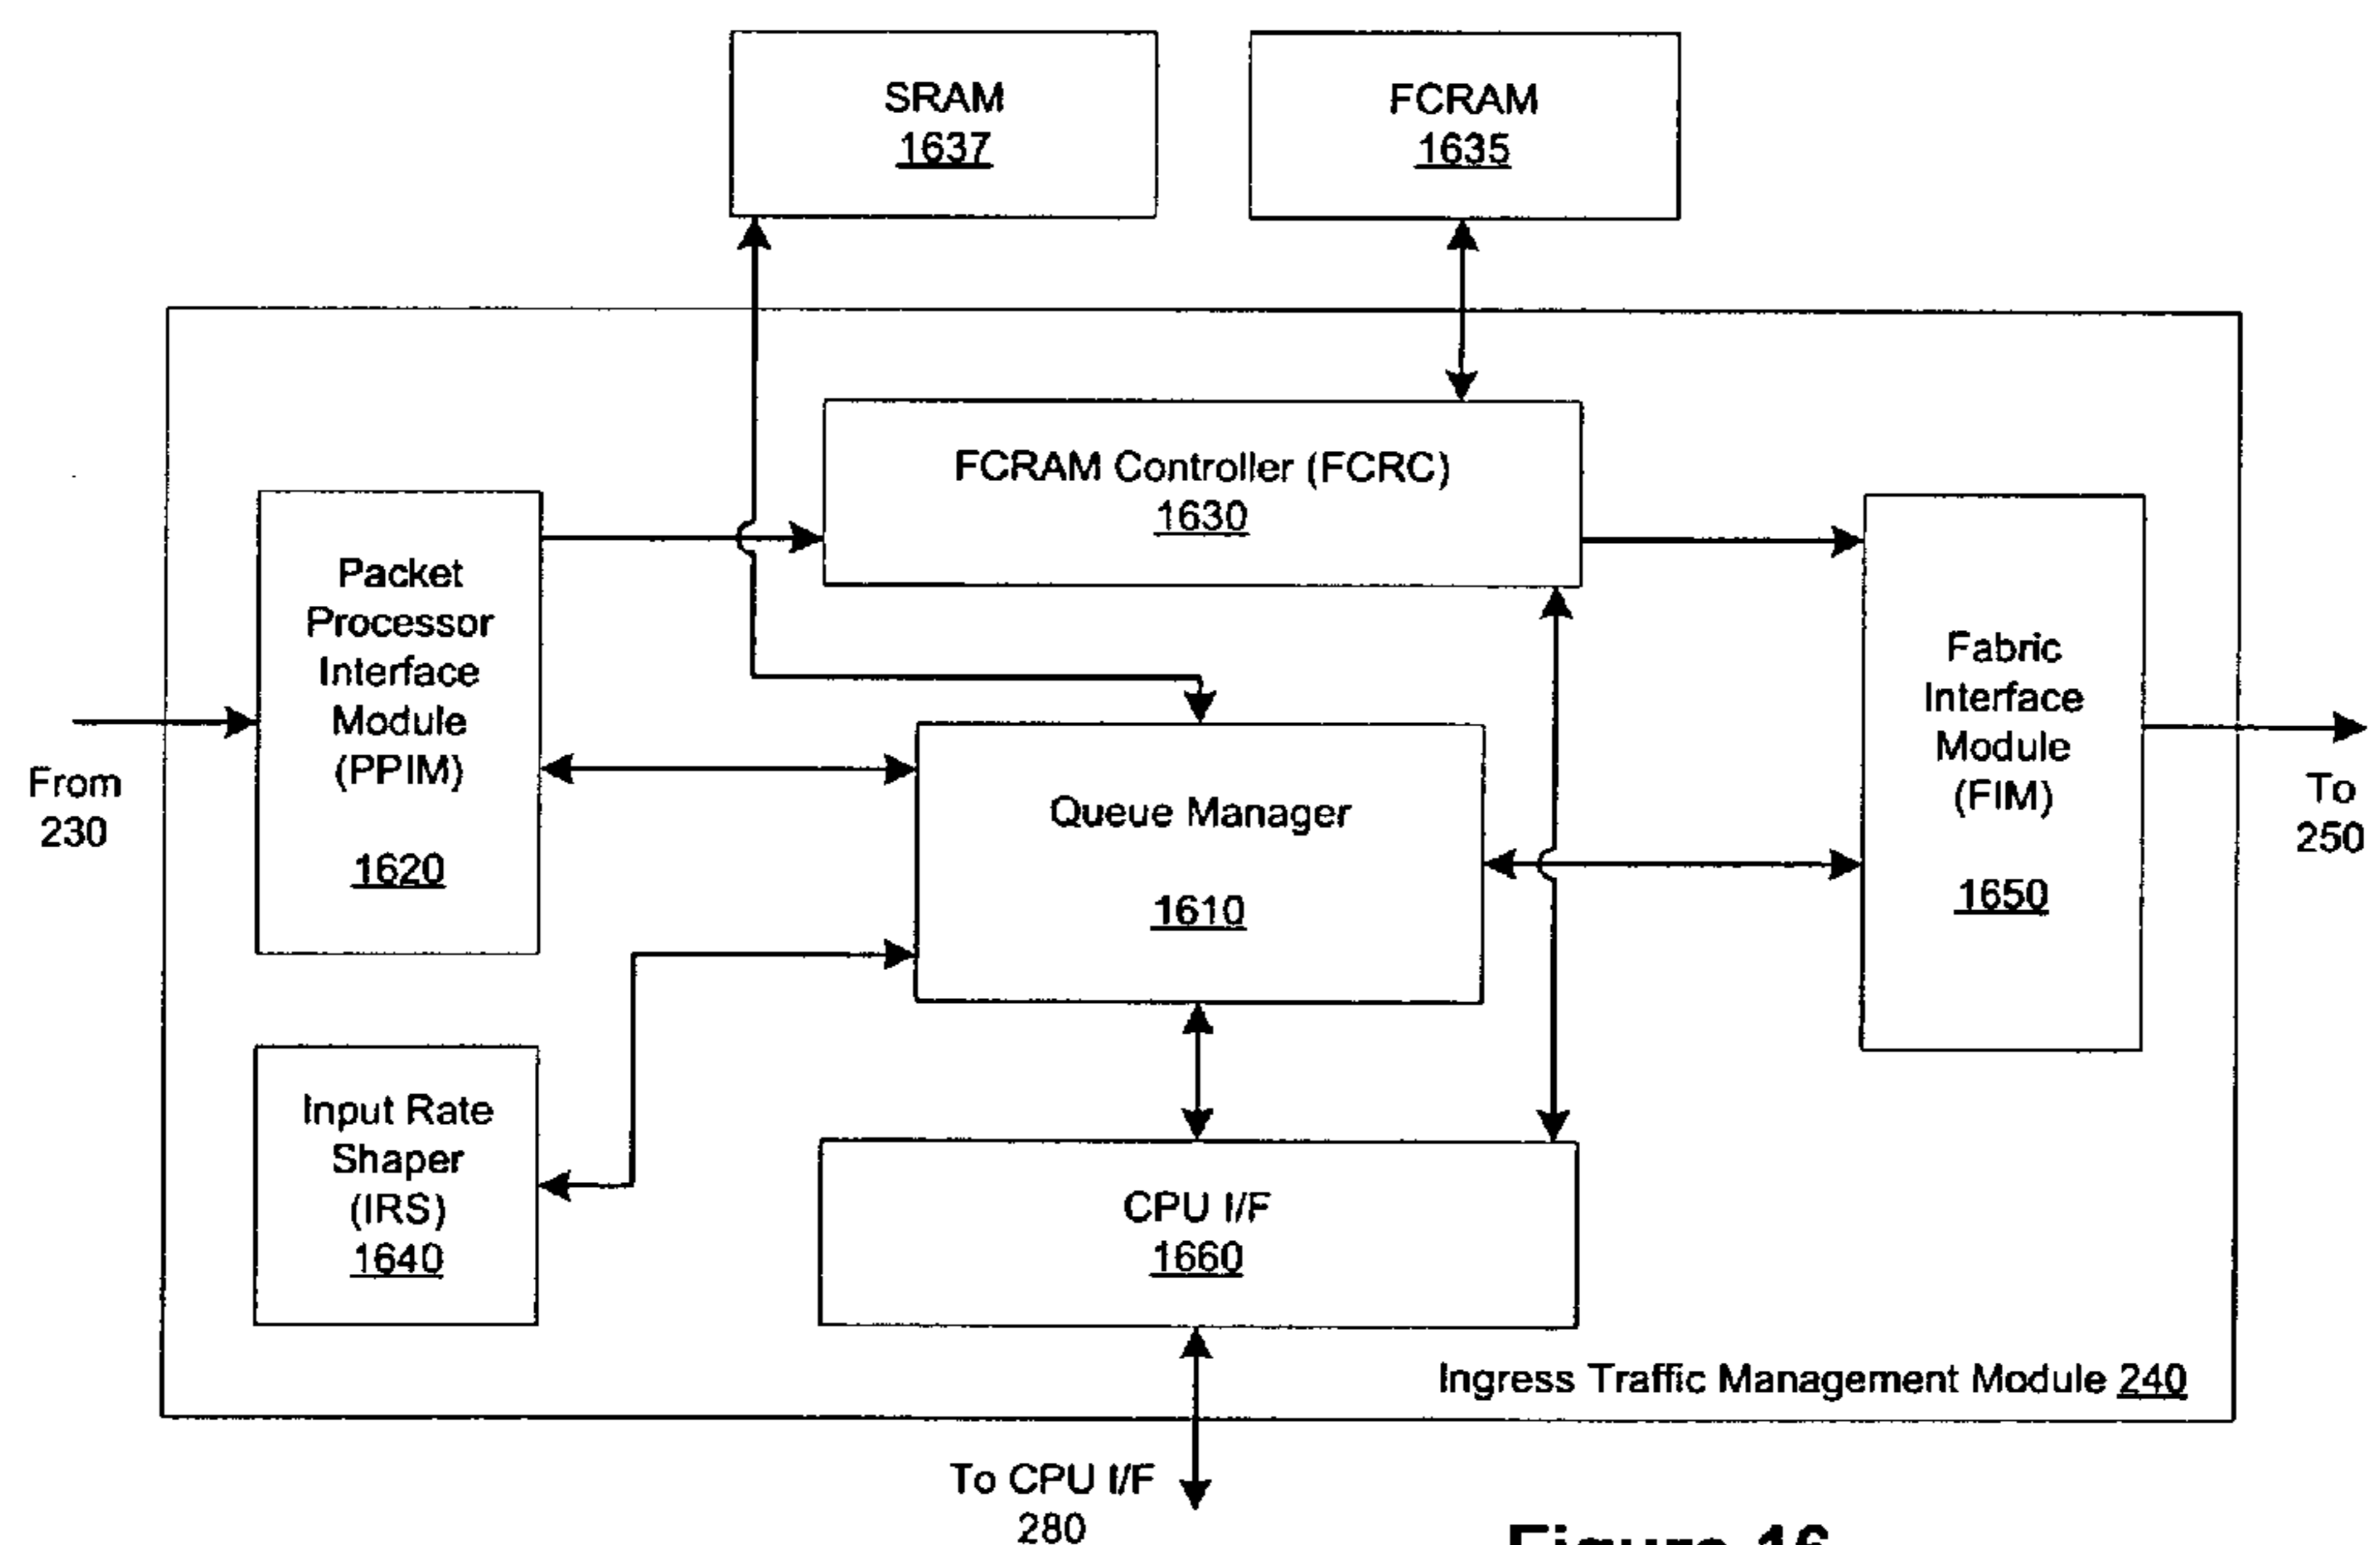 SRAM
1637
FCRAM
1635
FCRAM Controller (FCRC)
1630
Packet
Processor
Interface
Module
(PPIM)
1620
From
230
Queue Manager
1610
Fabric
Interface
Module
(FIM)
1650
To
250
Input Rate
Shaper
(IRS)
1640
CPU I/F
1660
Ingress Traffic Management Module 240
To CPU I/F
280
Figure 16